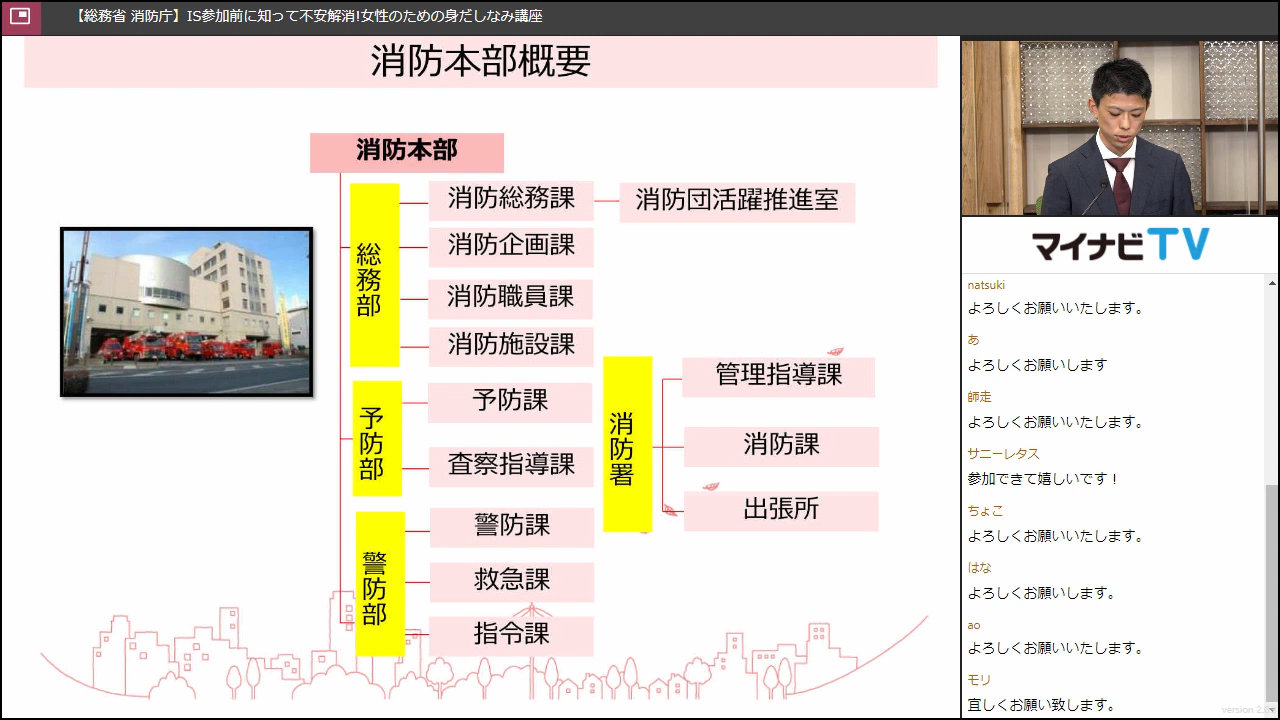 【総務省 消防庁】IS参加前に知って不安解消!女性のための身だしなみ講座
消防本部概要
消防本部
総務部
消防総務課
消防団活躍推進室
消防企画課
消防職員課
消防施設課
予防部
予防課
査察指導課
警防部
警防課
救急課
指令課
消防署
管理指導課
消防課
出張所
マイナビTV
natsuki
よろしくお願いいたします。
あ
よろしくお願いいたします
師走
よろしくお願いいたします。
サニーレタス
参加できて嬉しいです！
ちょこ
よろしくお願いいたします。
はな
よろしくお願いします。
ao
よろしくお願いいたします。
モリ
宜しくお願い致します。